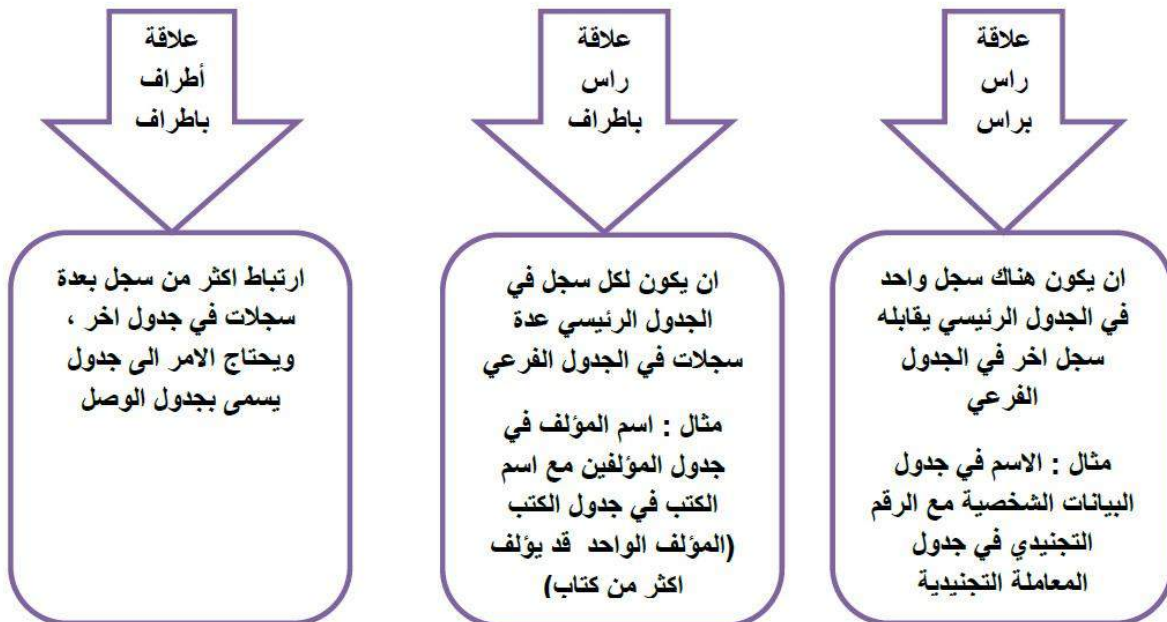 علاقة
راس
براس
ان يكون هناك سجل واحد
في الجدول الرئيسي يقابله
سجل اخر في الجدول
الفرعي
مثال : الاسم في جدول
البيانات الشخصية مع الرقم
التجنيدي في جدول
المعاملة التجنيدية
علاقة
راس
باطراف
ان يكون لكل سجل في
الجدول الرئيسي عدة
سجلات في الجدول الفرعي
مثال : اسم المؤلف في
جدول المؤلفين مع اسم
الكتب في جدول الكتب
(المؤلف الواحد قد يؤلف
اكثر من كتاب)
علاقة
أطراف
باطراف
ارتباط اكثر من سجل بعدة
سجلات في جدول اخر ،
ويحتاج الامر الى جدول
يسمى بجدول الوصل